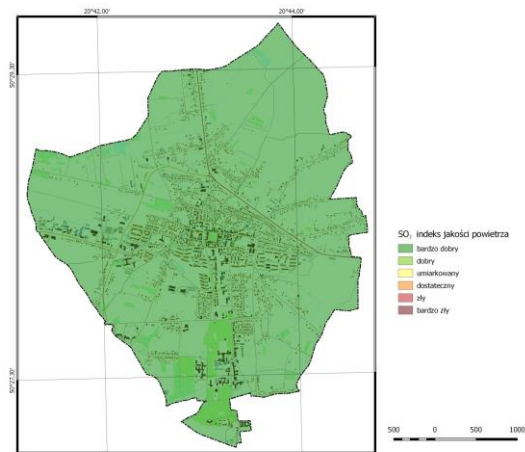 20°42.00' 20°44.00'
50°29.30'
50°27.30'
SO₂ indeks jakości powietrza
bardzo dobry
dobry
umiarkowany
dostateczny
zły
bardzo zły
500 0 500 1000